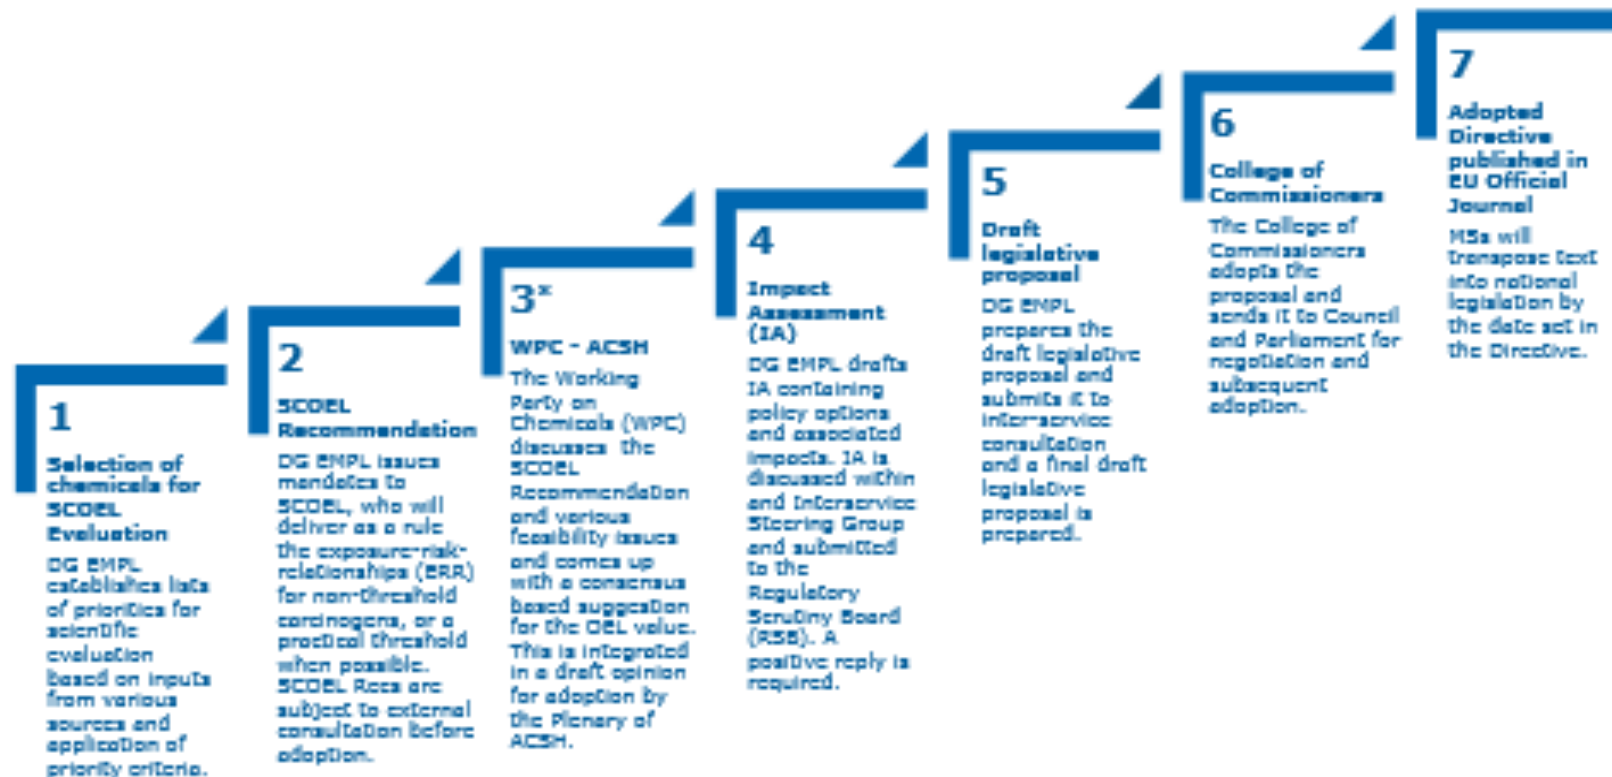 1
Selection of
chemicals for
SCOEL
Evaluation
DG EMPL
establishes lists
of priorities for
scientific
evaluation
based on inputs
from various
sources and
application of
priority criteria.
2
SCOEL
Recommendation
DG EMPL issues
mandates to
SCOEL, who will
deliver as a rule
the exposure-risk-
relationships (ERR)
for non-threshold
carcinogens, or a
practical threshold
when possible.
SCOEL Recs are
subject to external
consultation before
adoption.
3*
WPC - ACSH
The Working
Party on
Chemicals (WPC)
discusses the
SCOEL
Recommendation
and various
feasibility issues
and comes up
with a consensus
based suggestion
for the OEL value.
This is integrated
in a draft opinion
for adoption by
the Plenary of
ACSH.
4
Impact
Assessment
(IA)
DG EMPL drafts
IA containing
policy options
and associated
impacts. IA is
discussed within
and Interservice
Steering Group
and submitted
to the
Regulatory
Scrutiny Board
(RSB). A
positive reply is
required.
5
Draft
legislative
proposal
DG EMPL
prepares the
draft legislative
proposal and
submits it to
inter-service
consultation
and a final draft
legislative
proposal is
prepared.
6
College of
Commissioners
The College of
Commissioners
adopts the
proposal and
sends it to Council
and Parliament for
negotiation and
subsequent
adoption.
7
Adopted
Directive
published in
EU Official
Journal
MSs will
transpose text
into national
legislation by
the date set in
the Directive.